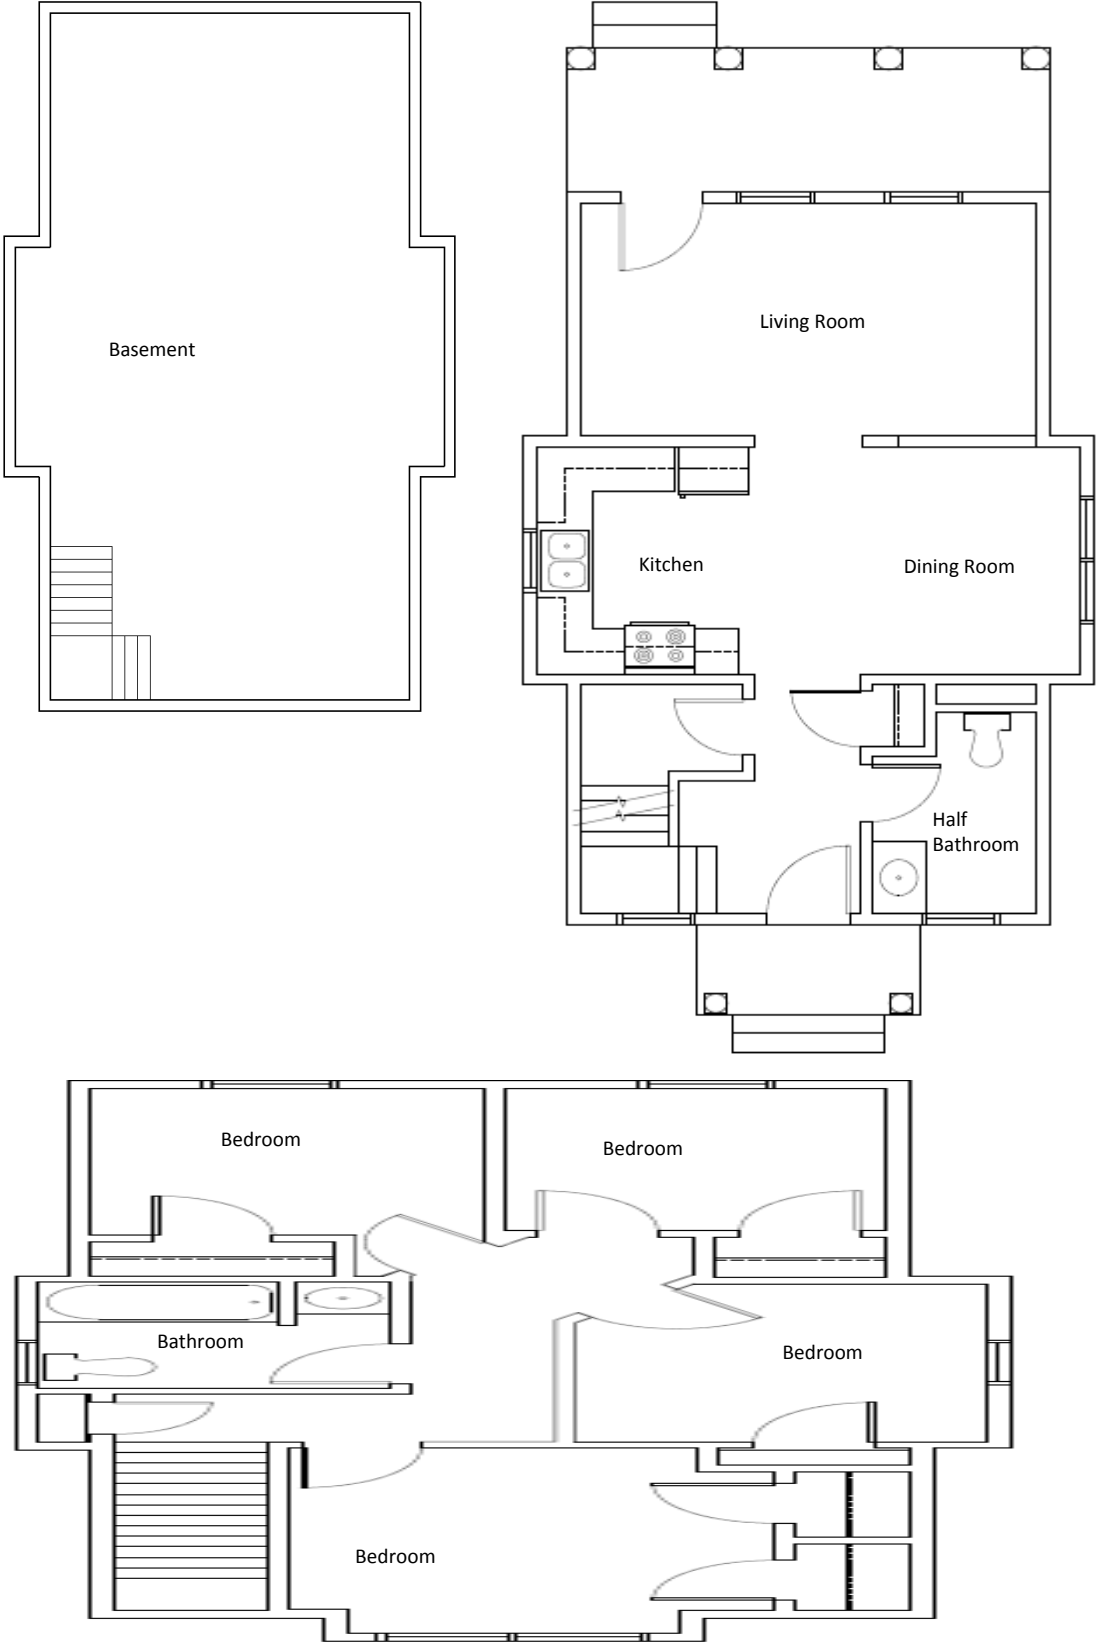 Basement
Living Room
Kitchen
Dining Room
Half
Bathroom
Bedroom
Bedroom
Bathroom
Bedroom
Bedroom